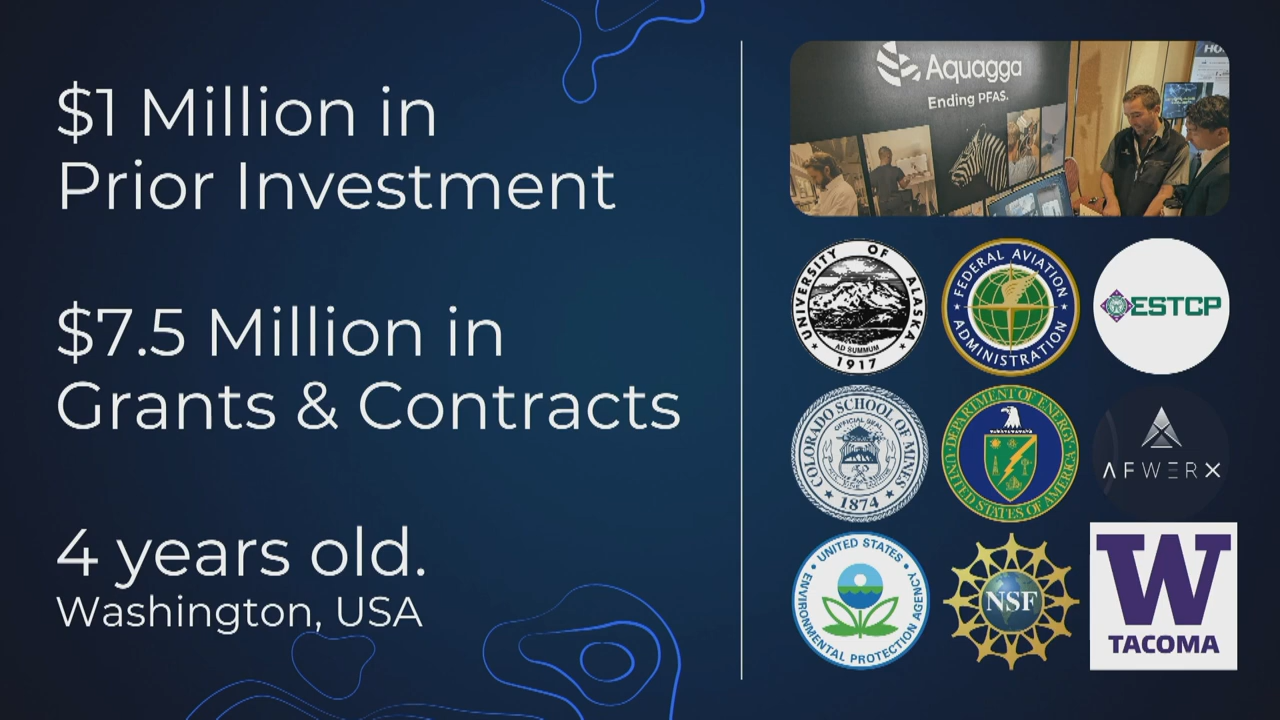 $1 Million in
Prior Investment
$7.5 Million in
Grants & Contracts
4 years old.
Washington, USA
Aquagga
Ending PFAS.
UNIVERSITY OF ALASKA
AD SUMMUM
1917
FEDERAL AVIATION
ADMINISTRATION
ESTCP
COLORADO SCHOOL OF MINES
OFFICIAL SEAL
1874
DEPARTMENT OF ENERGY
UNITED STATES OF AMERICA
AFWERX
UNITED STATES
ENVIRONMENTAL PROTECTION AGENCY
NSF
W
TACOMA